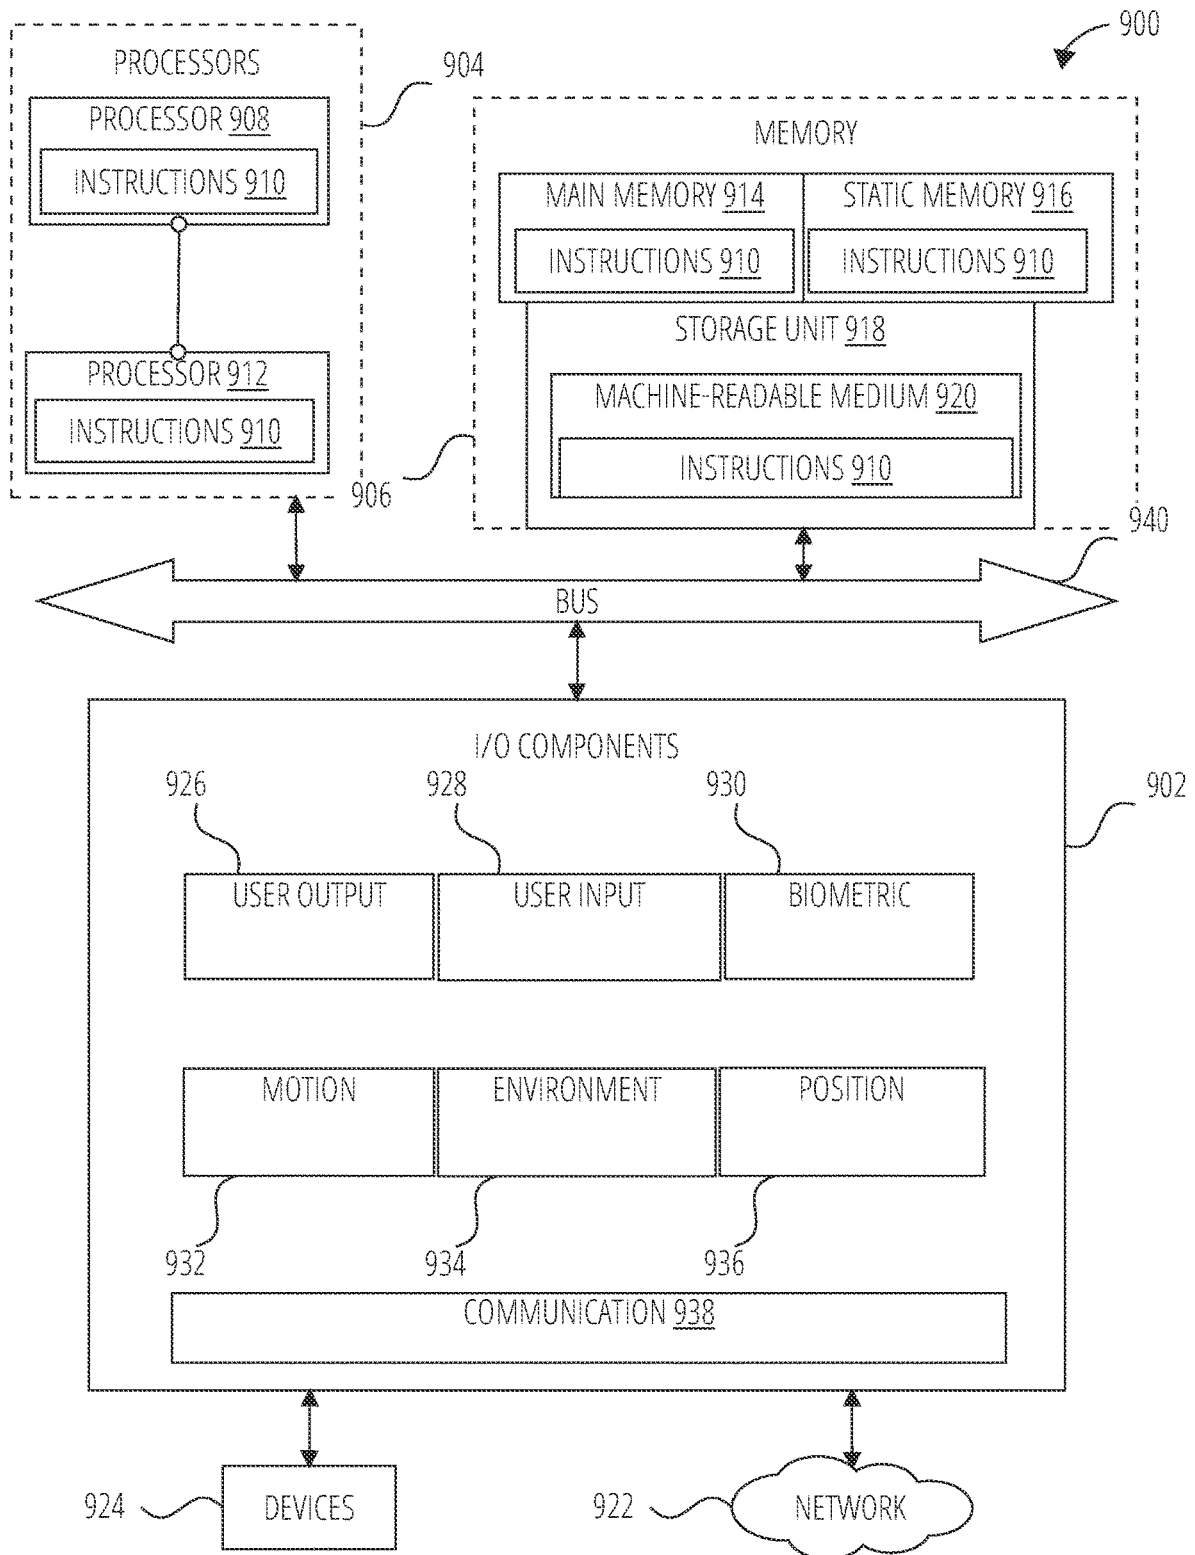 900
PROCESSORS
904
PROCESSOR 908
INSTRUCTIONS 910
PROCESSOR 912
INSTRUCTIONS 910
MEMORY
MAIN MEMORY 914
STATIC MEMORY 916
INSTRUCTIONS 910
INSTRUCTIONS 910
STORAGE UNIT 918
MACHINE-READABLE MEDIUM 920
INSTRUCTIONS 910
906
940
BUS
I/O COMPONENTS
926
928
930
902
USER OUTPUT
USER INPUT
BIOMETRIC
MOTION
ENVIRONMENT
POSITION
932
934
936
COMMUNICATION 938
924
DEVICES
922
NETWORK